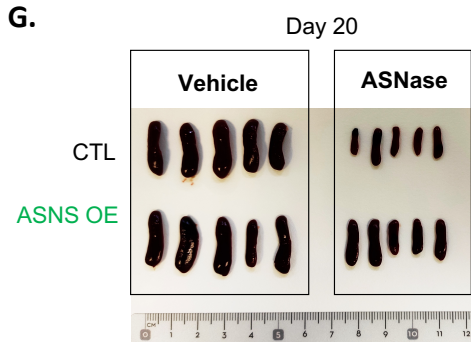 G.
Day 20
Vehicle ASNase
CTL
ASNS OE
0 CM 1 2 3 4 5 6 7 8 9 10 11 12